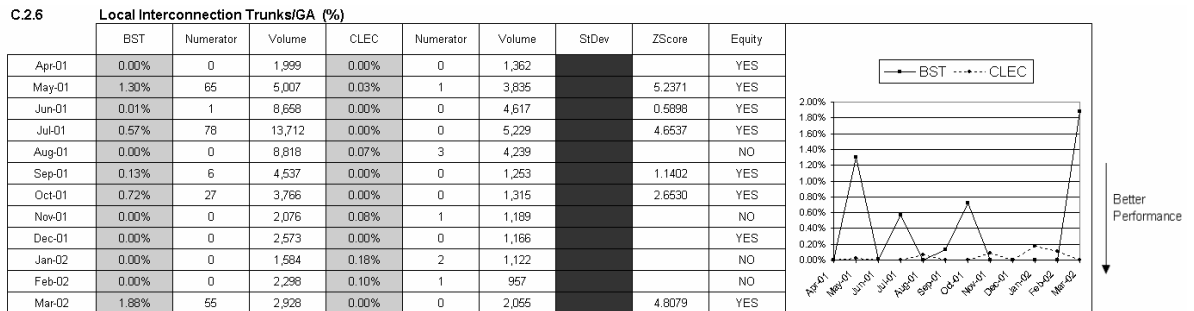 C.2.6 Local Interconnection Trunks/GA (%)
BST Numerator Volume CLEC Numerator Volume StDev ZScore Equity
Apr-01 0.00% 0 1,999 0.00% 0 1,362 YES
May-01 1.30% 65 5,007 0.03% 1 3,835 5.2371 YES
Jun-01 0.01% 1 8,658 0.00% 0 4,617 0.5898 YES
Jul-01 0.57% 78 13,712 0.00% 0 5,229 4.6537 YES
Aug-01 0.00% 0 8,818 0.07% 3 4,239 NO
Sep-01 0.13% 6 4,537 0.00% 0 1,253 1.1402 YES
Oct-01 0.72% 27 3,766 0.00% 0 1,315 2.6530 YES
Nov-01 0.00% 0 2,076 0.08% 1 1,189 NO
Dec-01 0.00% 0 2,573 0.00% 0 1,166 YES
Jan-02 0.00% 0 1,584 0.18% 2 1,122 NO
Feb-02 0.00% 0 2,298 0.10% 1 957 NO
Mar-02 1.88% 55 2,928 0.00% 0 2,055 4.8079 YES
BST CLEC
2.00%
1.80%
1.60%
1.40%
1.20%
1.00%
0.80%
0.60%
0.40%
0.20%
0.00%
Apr-01 May-01 Jun-01 Jul-01 Aug-01 Sep-01 Oct-01 Nov-01 Dec-01 Jan-02 Feb-02 Mar-02
Better
Performance